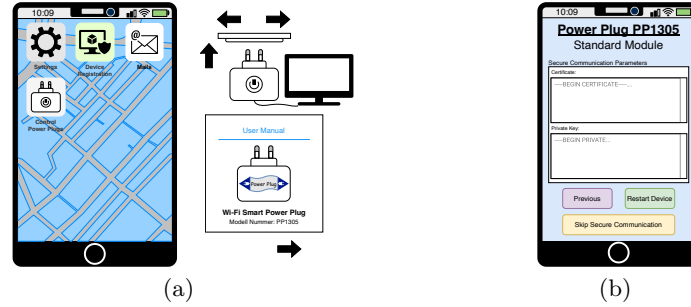 10:09
@
Settings
Device
Registration
Mails
Control
Power Plugs
User Manual
Power Plug
Wi-Fi Smart Power Plug
Modell Nummer: PP1305
(a)
10:09
Power Plug PP1305
Standard Module
Secure Communication Parameters
Certificate:
-----BEGIN CERTIFICATE-----...
Private Key:
-----BEGIN PRIVATE...
Previous
Restart Device
Skip Secure Communication
(b)